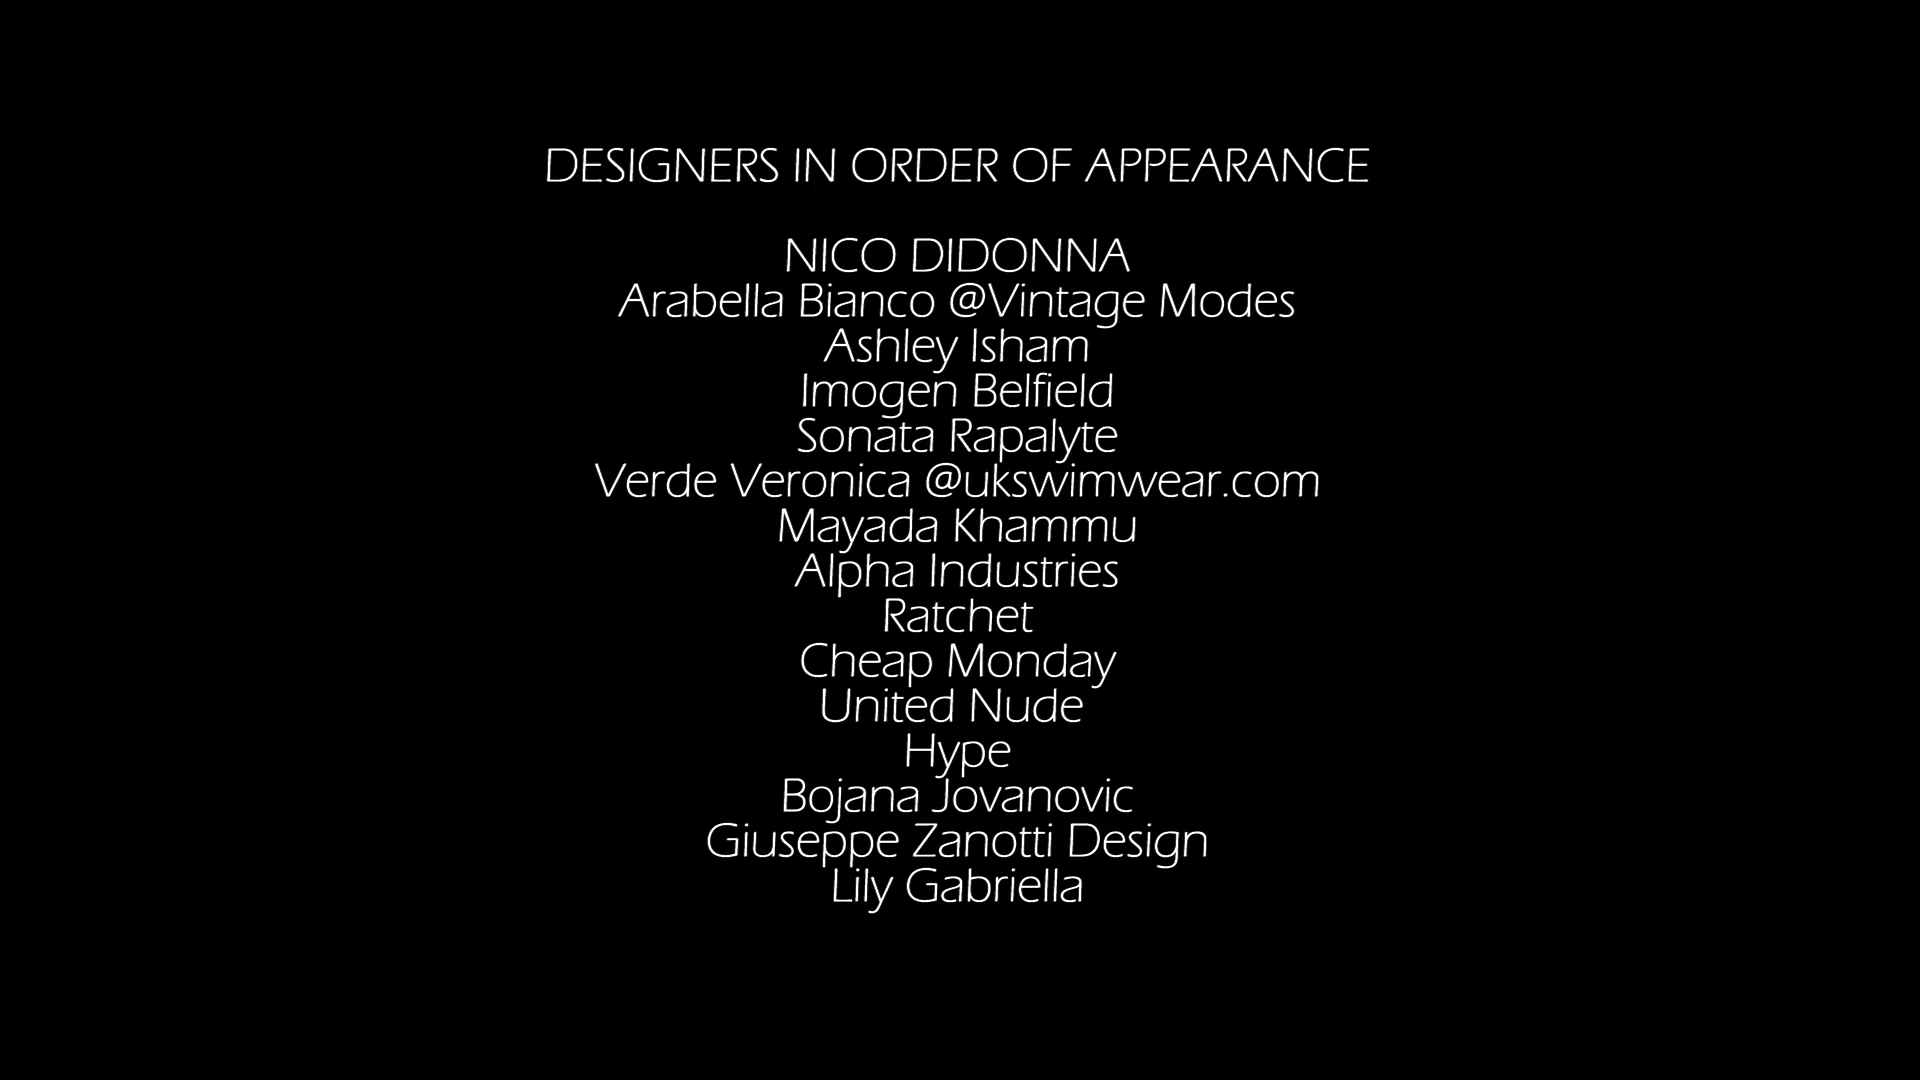 DESIGNERS IN ORDER OF APPEARANCE
NICO DIDONNA
Arabella Bianco @Vintage Modes
Ashley Isham
Imogen Belfield
Sonata Rapalyte
Verde Veronica @ukswimwear.com
Mayada Khammu
Alpha Industries
Ratchet
Cheap Monday
United Nude
Hype
Bojana Jovanovic
Giuseppe Zanotti Design
Lily Gabriella